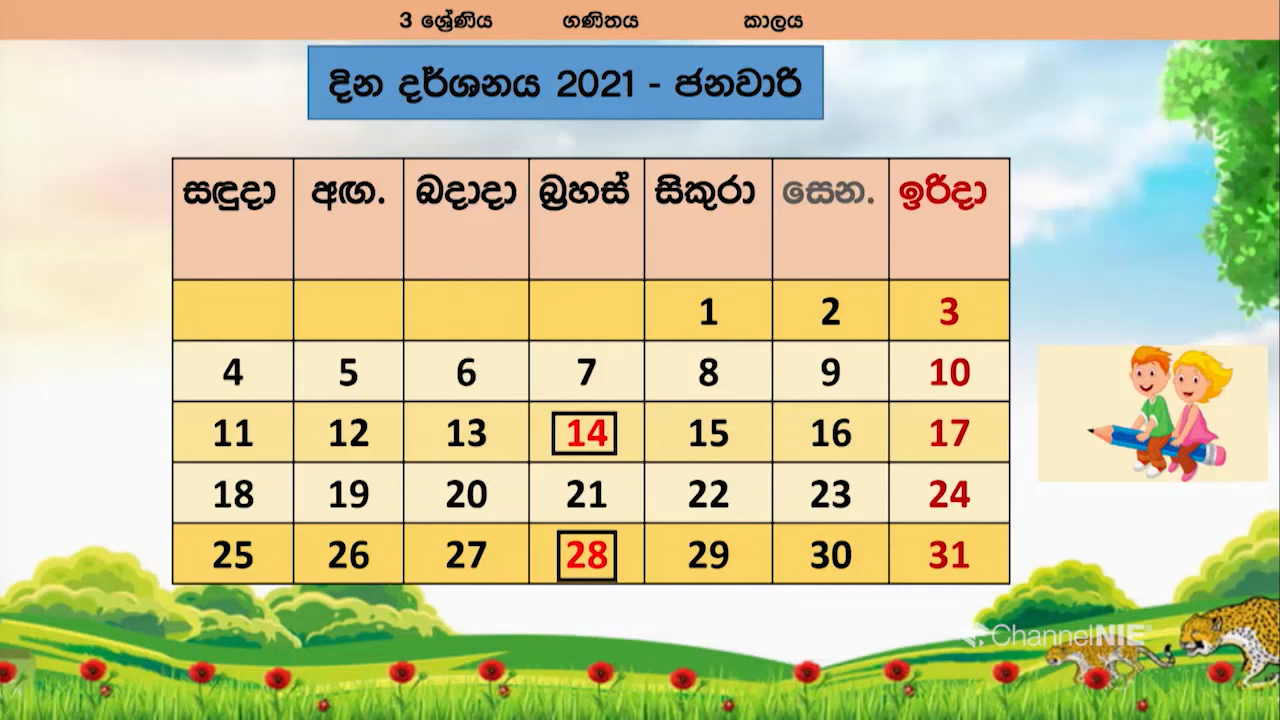 3 ශ්‍රේණිය ගණිතය කාලය
දින දර්ශනය 2021 - ජනවාරි
සඳුදා අඟ. බදාදා බ්‍රහස් සිකුරා සෙන. ඉරිදා
1 2 3
4 5 6 7 8 9 10
11 12 13 14 15 16 17
18 19 20 21 22 23 24
25 26 27 28 29 30 31
ChannelNIE